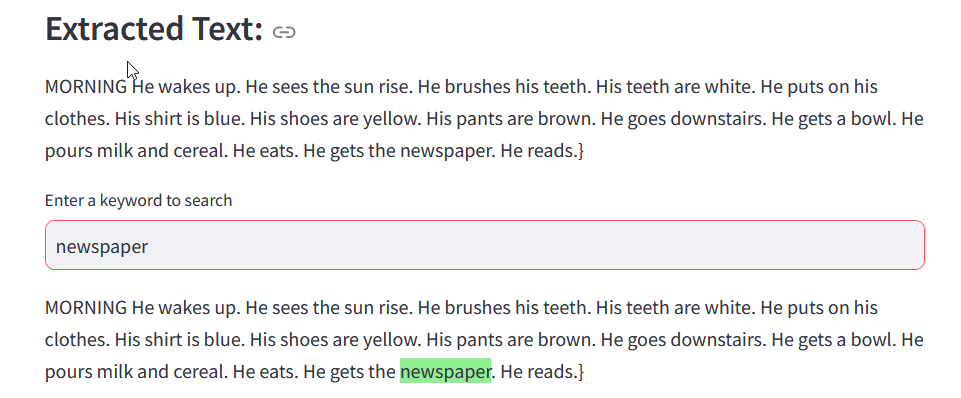 Extracted Text:
MORNING He wakes up. He sees the sun rise. He brushes his teeth. His teeth are white. He puts on his
clothes. His shirt is blue. His shoes are yellow. His pants are brown. He goes downstairs. He gets a bowl. He
pours milk and cereal. He eats. He gets the newspaper. He reads.}
Enter a keyword to search
newspaper
MORNING He wakes up. He sees the sun rise. He brushes his teeth. His teeth are white. He puts on his
clothes. His shirt is blue. His shoes are yellow. His pants are brown. He goes downstairs. He gets a bowl. He
pours milk and cereal. He eats. He gets the newspaper. He reads.}